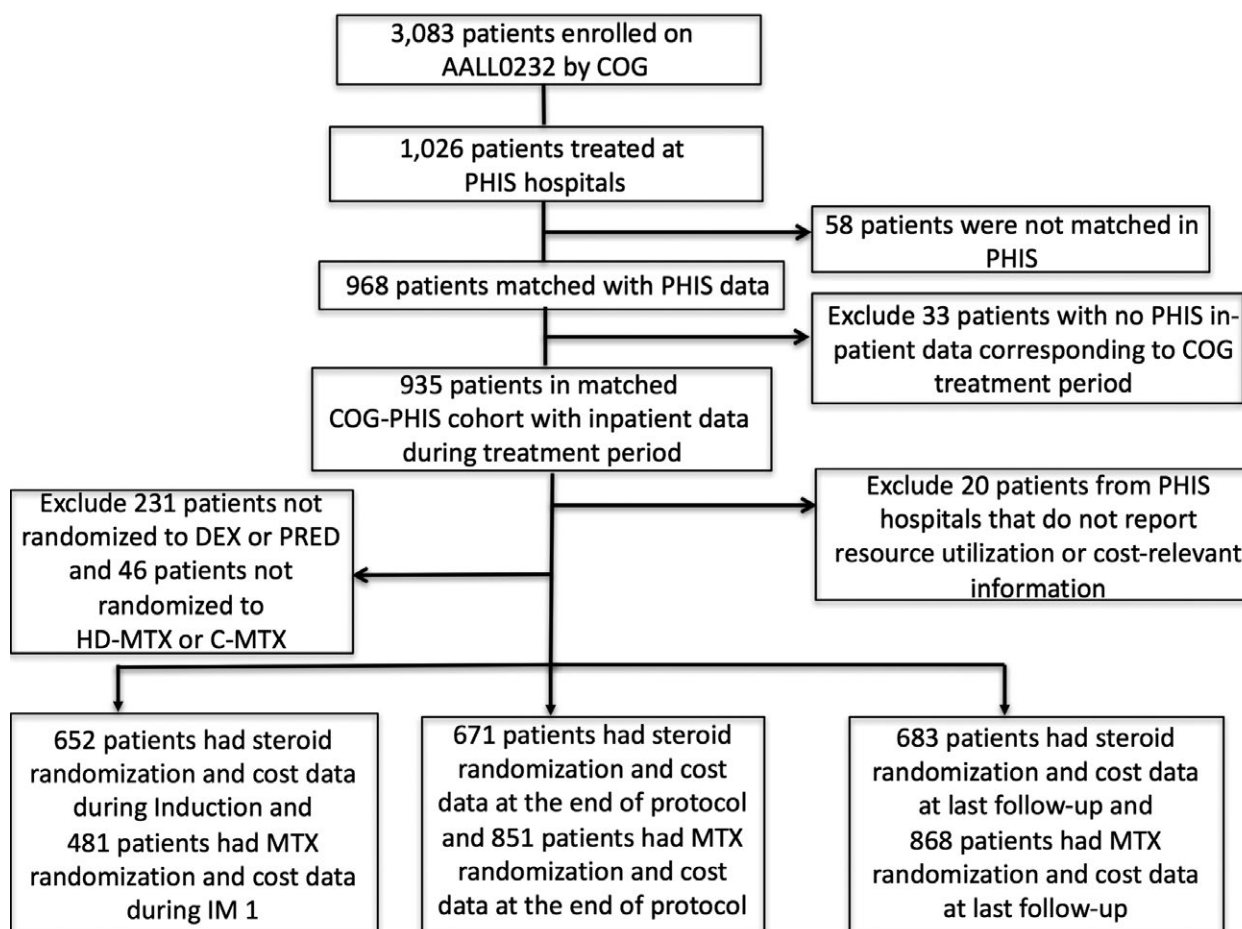 3,083 patients enrolled on
AALL0232 by COG
1,026 patients treated at
PHIS hospitals
58 patients were not matched in
PHIS
968 patients matched with PHIS data
Exclude 33 patients with no PHIS in-
patient data corresponding to COG
treatment period
935 patients in matched
COG-PHIS cohort with inpatient data
during treatment period
Exclude 20 patients from PHIS
hospitals that do not report
resource utilization or cost-relevant
information
Exclude 231 patients not
randomized to DEX or PRED
and 46 patients not
randomized to
HD-MTX or C-MTX
652 patients had steroid
randomization and cost data
during Induction and
481 patients had MTX
randomization and cost data
during IM 1
671 patients had steroid
randomization and cost
data at the end of protocol
and 851 patients had MTX
randomization and cost
data at the end of protocol
683 patients had steroid
randomization and cost data
at last follow-up and
868 patients had MTX
randomization and cost data
at last follow-up